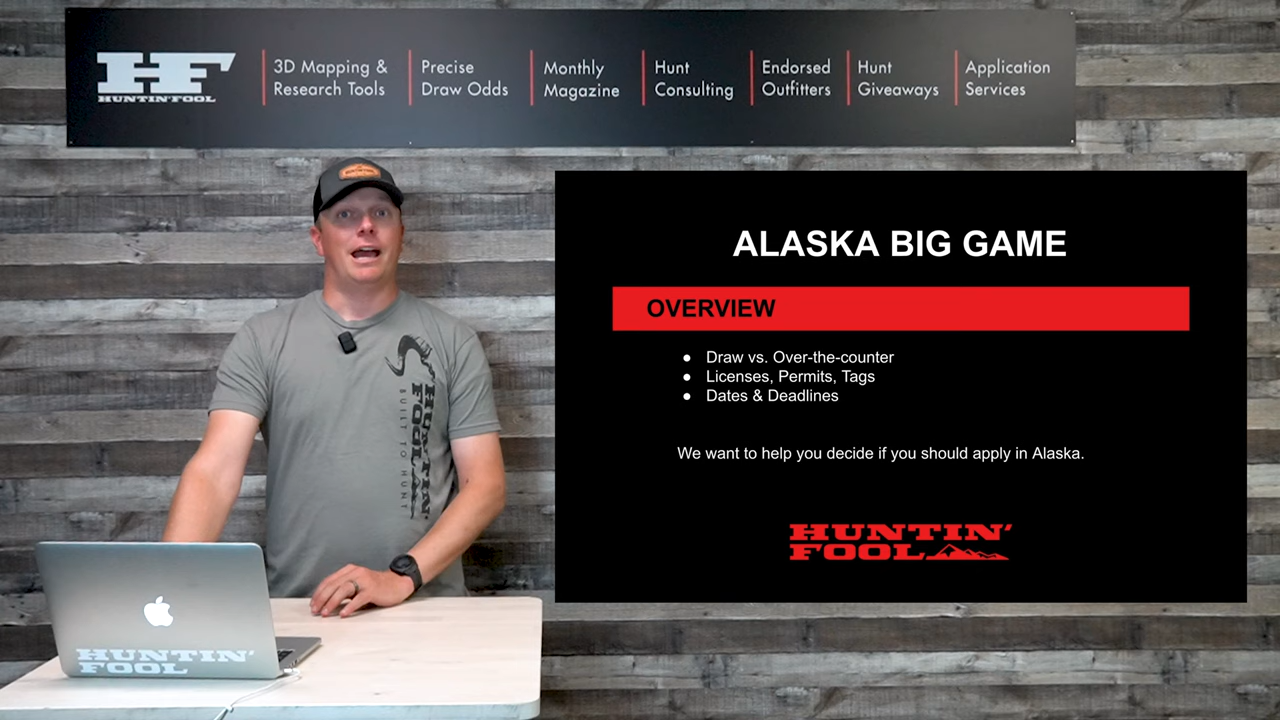 HF
HUNTIN'FOOL
3D Mapping &
Research Tools
Precise
Draw Odds
Monthly
Magazine
Hunt
Consulting
Endorsed
Outfitters
Hunt
Giveaways
Application
Services
HUNTIN'
FOOL
BUILT TO HUNT
HUNTIN'
FOOL
ALASKA BIG GAME
OVERVIEW
● Draw vs. Over-the-counter
● Licenses, Permits, Tags
● Dates & Deadlines
We want to help you decide if you should apply in Alaska.
HUNTIN'
FOOL